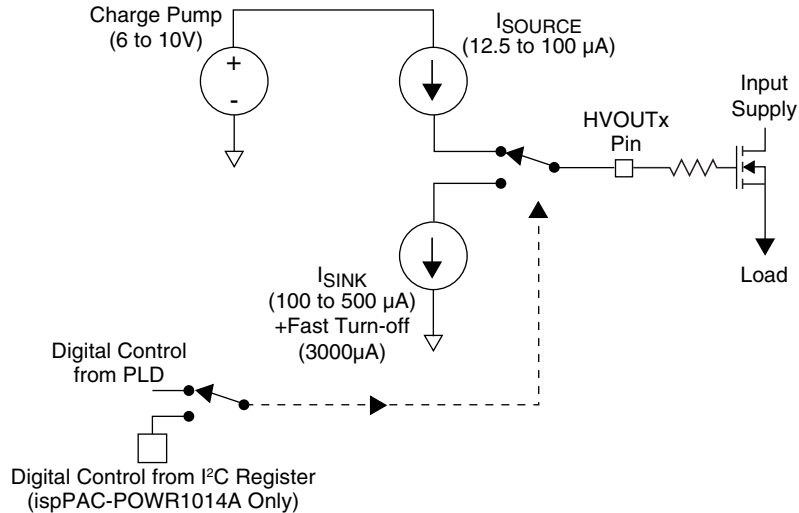 Charge Pump
(6 to 10V)
+
-
ISOURCE
(12.5 to 100 µA)
Input
Supply
HVOUTx
Pin
ISINK
(100 to 500 µA)
+Fast Turn-off
(3000µA)
Load
Digital Control
from PLD
Digital Control from I²C Register
(ispPAC-POWR1014A Only)